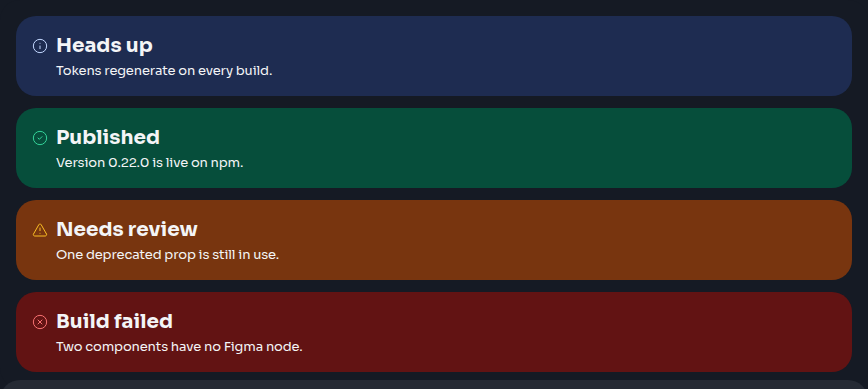 Heads up
Tokens regenerate on every build.
Published
Version 0.22.0 is live on npm.
Needs review
One deprecated prop is still in use.
Build failed
Two components have no Figma node.